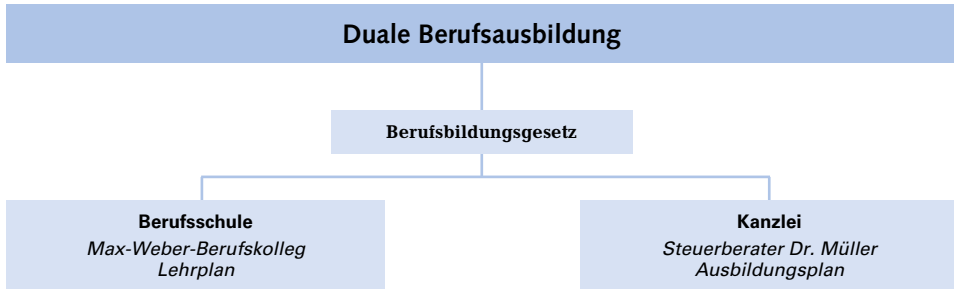 Duale Berufsausbildung
Berufsbildungsgesetz
Berufsschule
Max-Weber-Berufskolleg
Lehrplan
Kanzlei
Steuerberater Dr. Müller
Ausbildungsplan